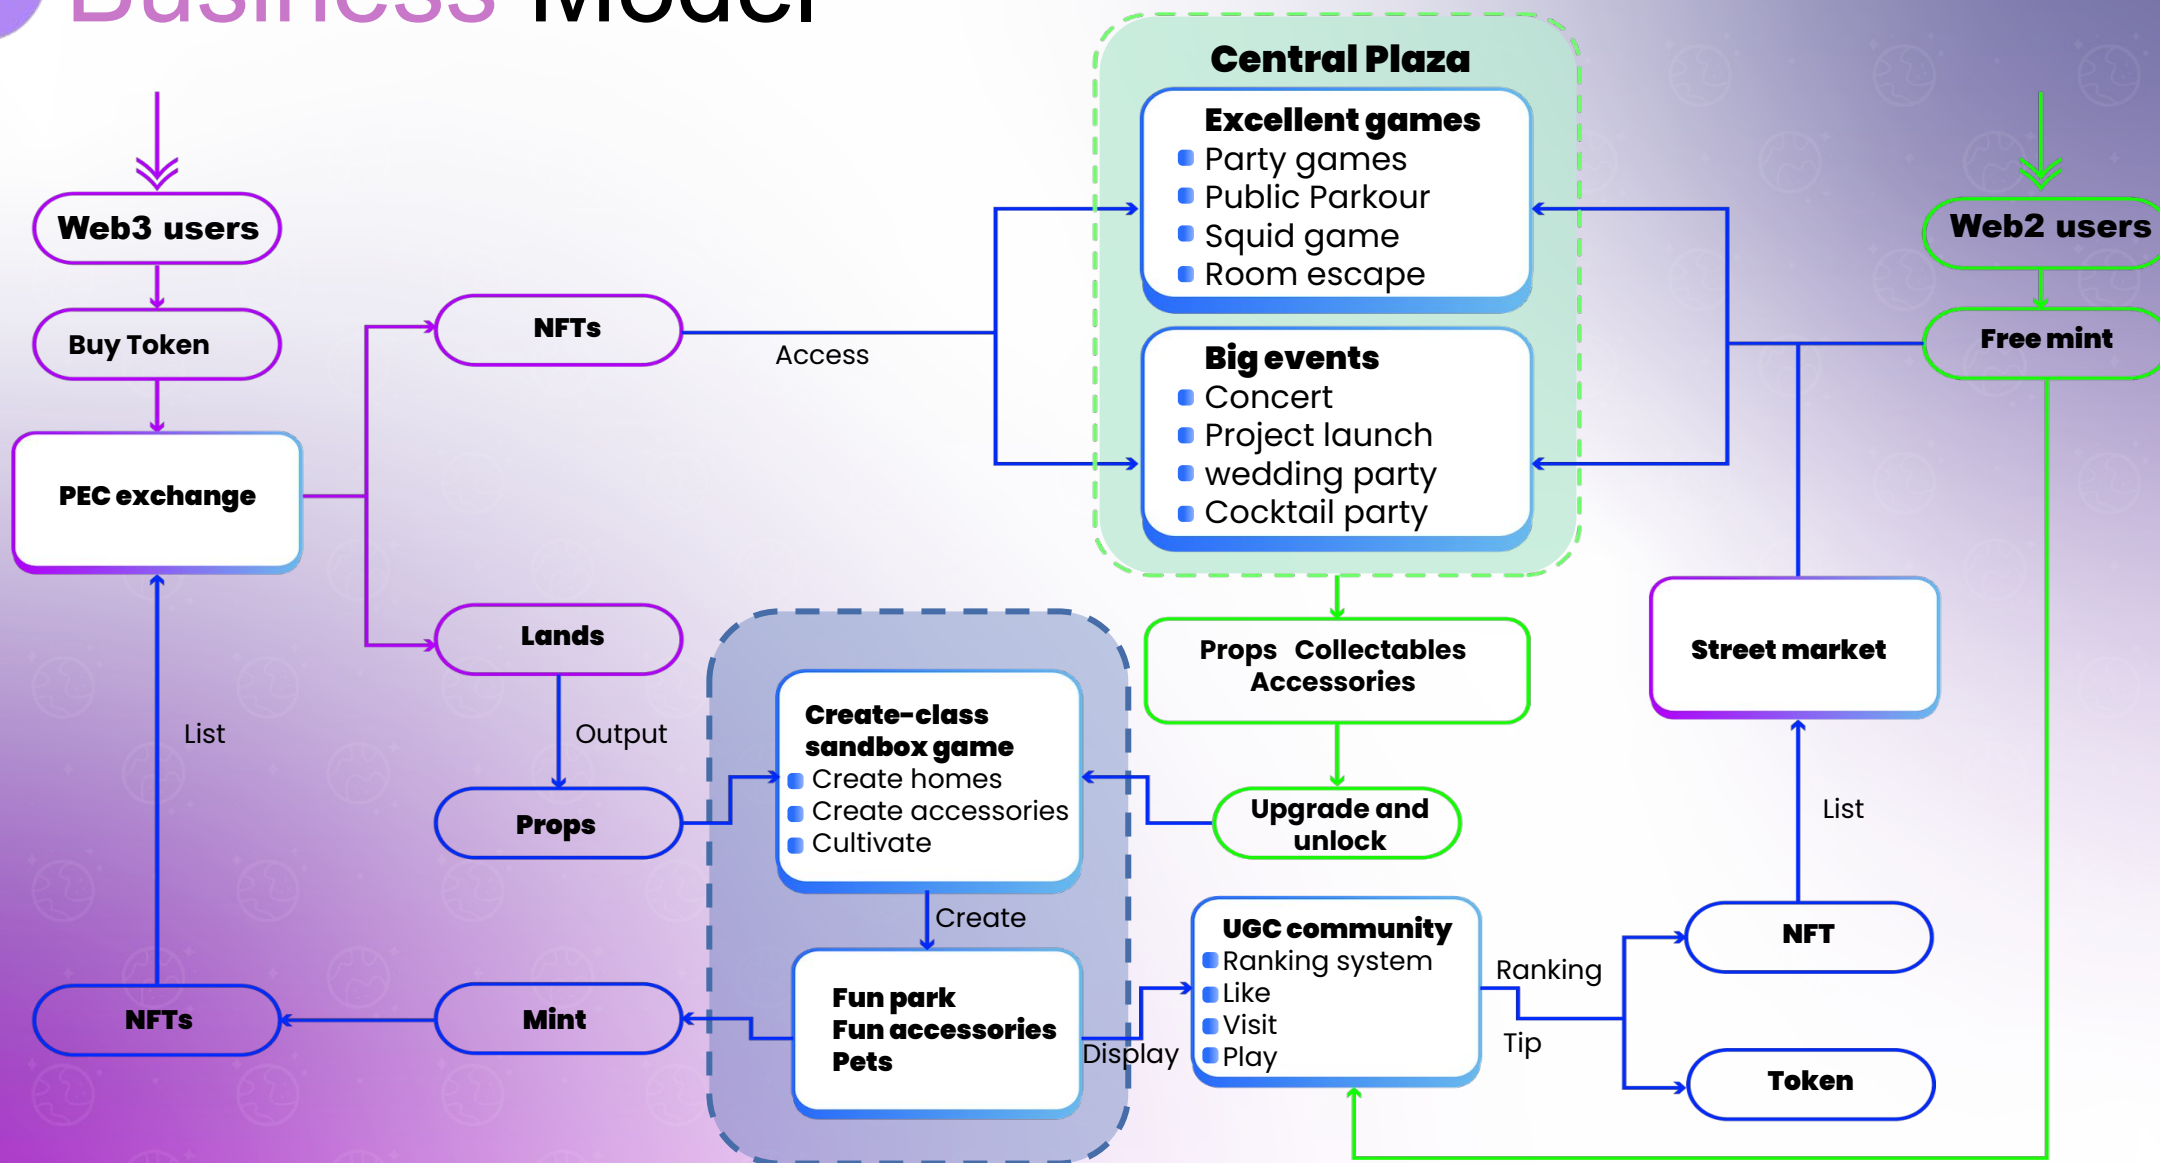 Business Model
Central Plaza
Excellent games
Party games
Public Parkour
Squid game
Room escape
Web3 users
Web2 users
Buy Token
NFTs
Access
Free mint
Big events
Concert
Project launch
wedding party
Cocktail party
PEC exchange
Lands
Props Collectables
Accessories
Street market
List
Output
Create-class
sandbox game
Create homes
Create accessories
Cultivate
Props
Upgrade and
unlock
List
Create
UGC community
Ranking system
Like
Visit
Play
Ranking
Tip
NFT
Token
Fun park
Fun accessories
Pets
Display
Mint
NFTs